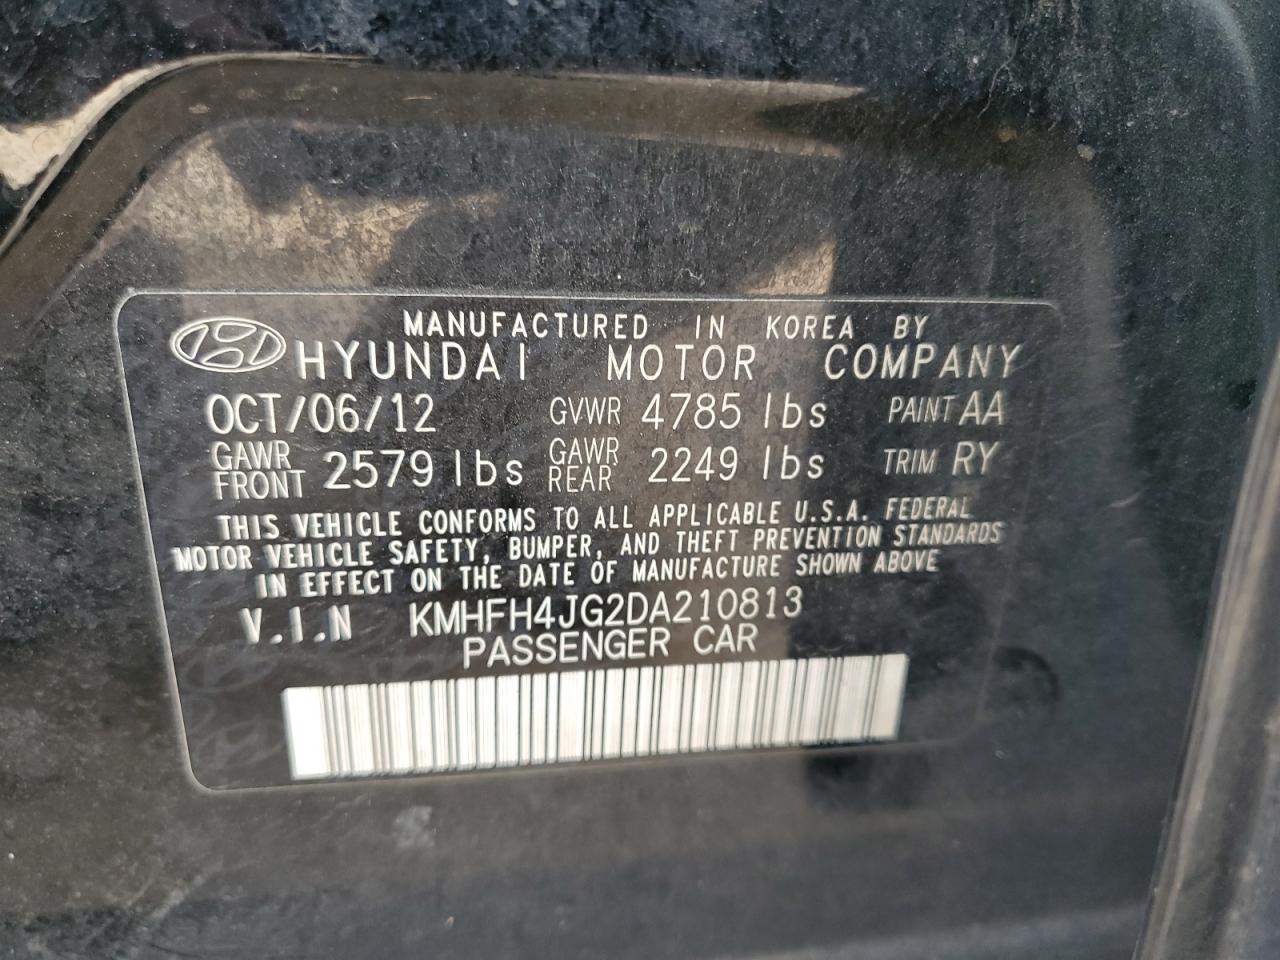 MANUFACTURED IN KOREA BY
HYUNDAI MOTOR COMPANY
OCT/06/12 GVWR 4785 lbs PAINT AA
GAWR FRONT 2579 lbs GAWR REAR 2249 lbs TRIM RY
THIS VEHICLE CONFORMS TO ALL APPLICABLE U.S.A. FEDERAL
MOTOR VEHICLE SAFETY, BUMPER, AND THEFT PREVENTION STANDARDS
IN EFFECT ON THE DATE OF MANUFACTURE SHOWN ABOVE
V.I.N KMHFH4JG2DA210813
PASSENGER CAR